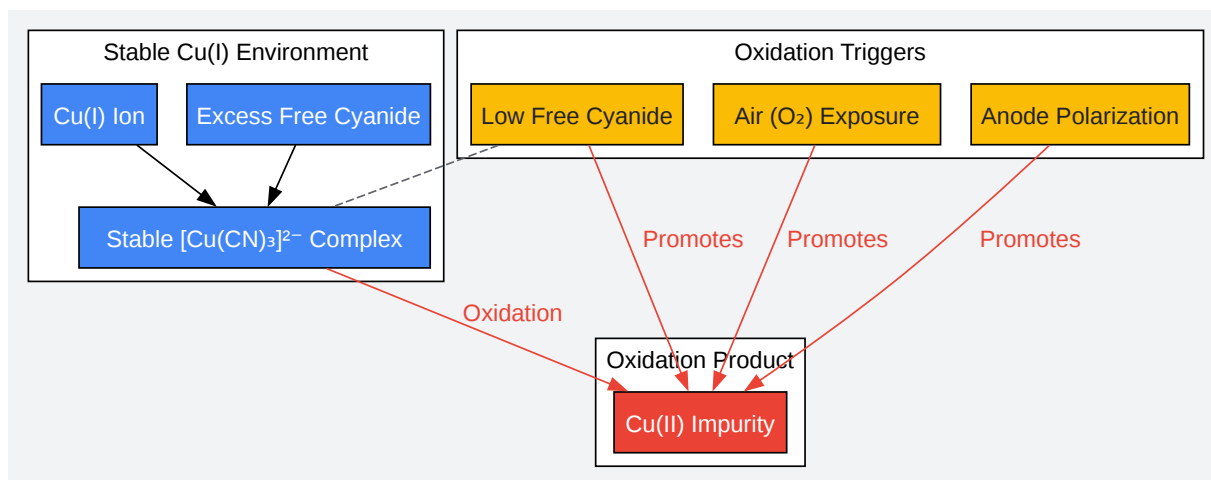 Stable Cu(I) Environment
Oxidation Triggers
Cu(I) Ion
Excess Free Cyanide
Low Free Cyanide
Air (O₂) Exposure
Anode Polarization
Stable [Cu(CN)₃]²⁻ Complex
Promotes
Promotes
Promotes
Oxidation
Oxidation Product
Cu(II) Impurity